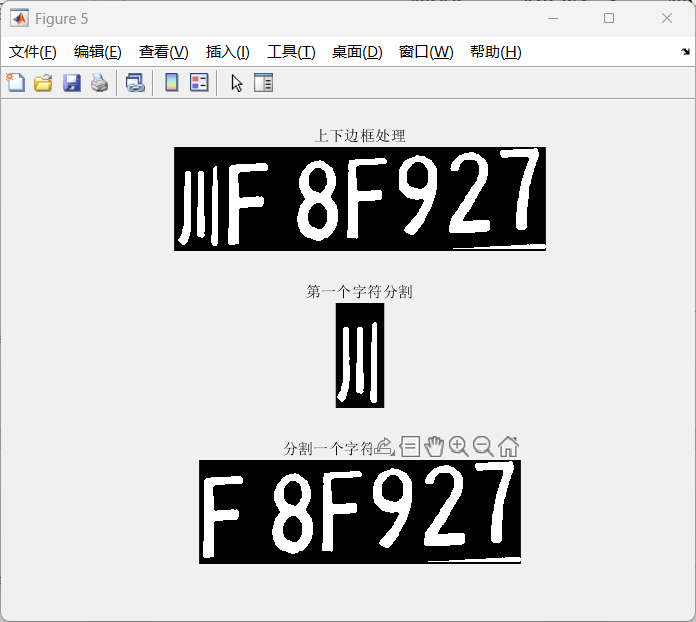 Figure 5
文件(F) 编辑(E) 查看(V) 插入(I) 工具(T) 桌面(D) 窗口(W) 帮助(H)
上下边框处理
川F 8F927
第一个字符分割
川
分割一个字符
F 8F927